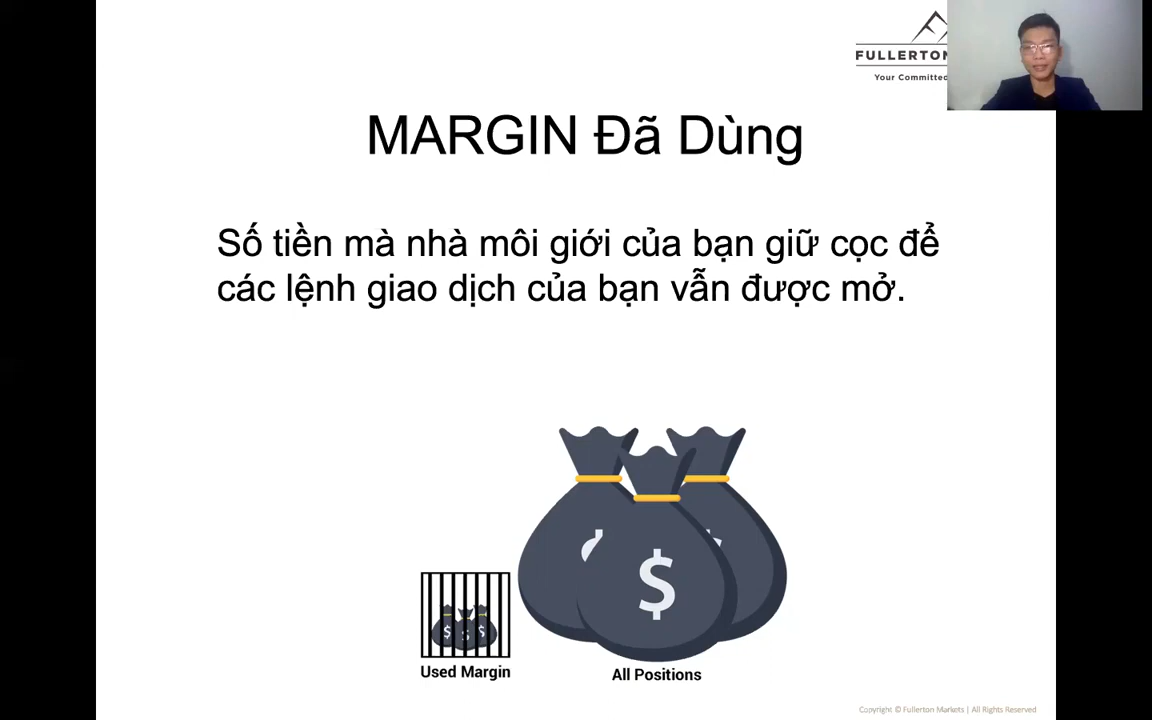 FULLERTON
Your Committed
MARGIN Đã Dùng
Số tiền mà nhà môi giới của bạn giữ cọc để
các lệnh giao dịch của bạn vẫn được mở.
$
$ $ $
Used Margin
All Positions
Copyright © Fullerton Markets | All Rights Reserved